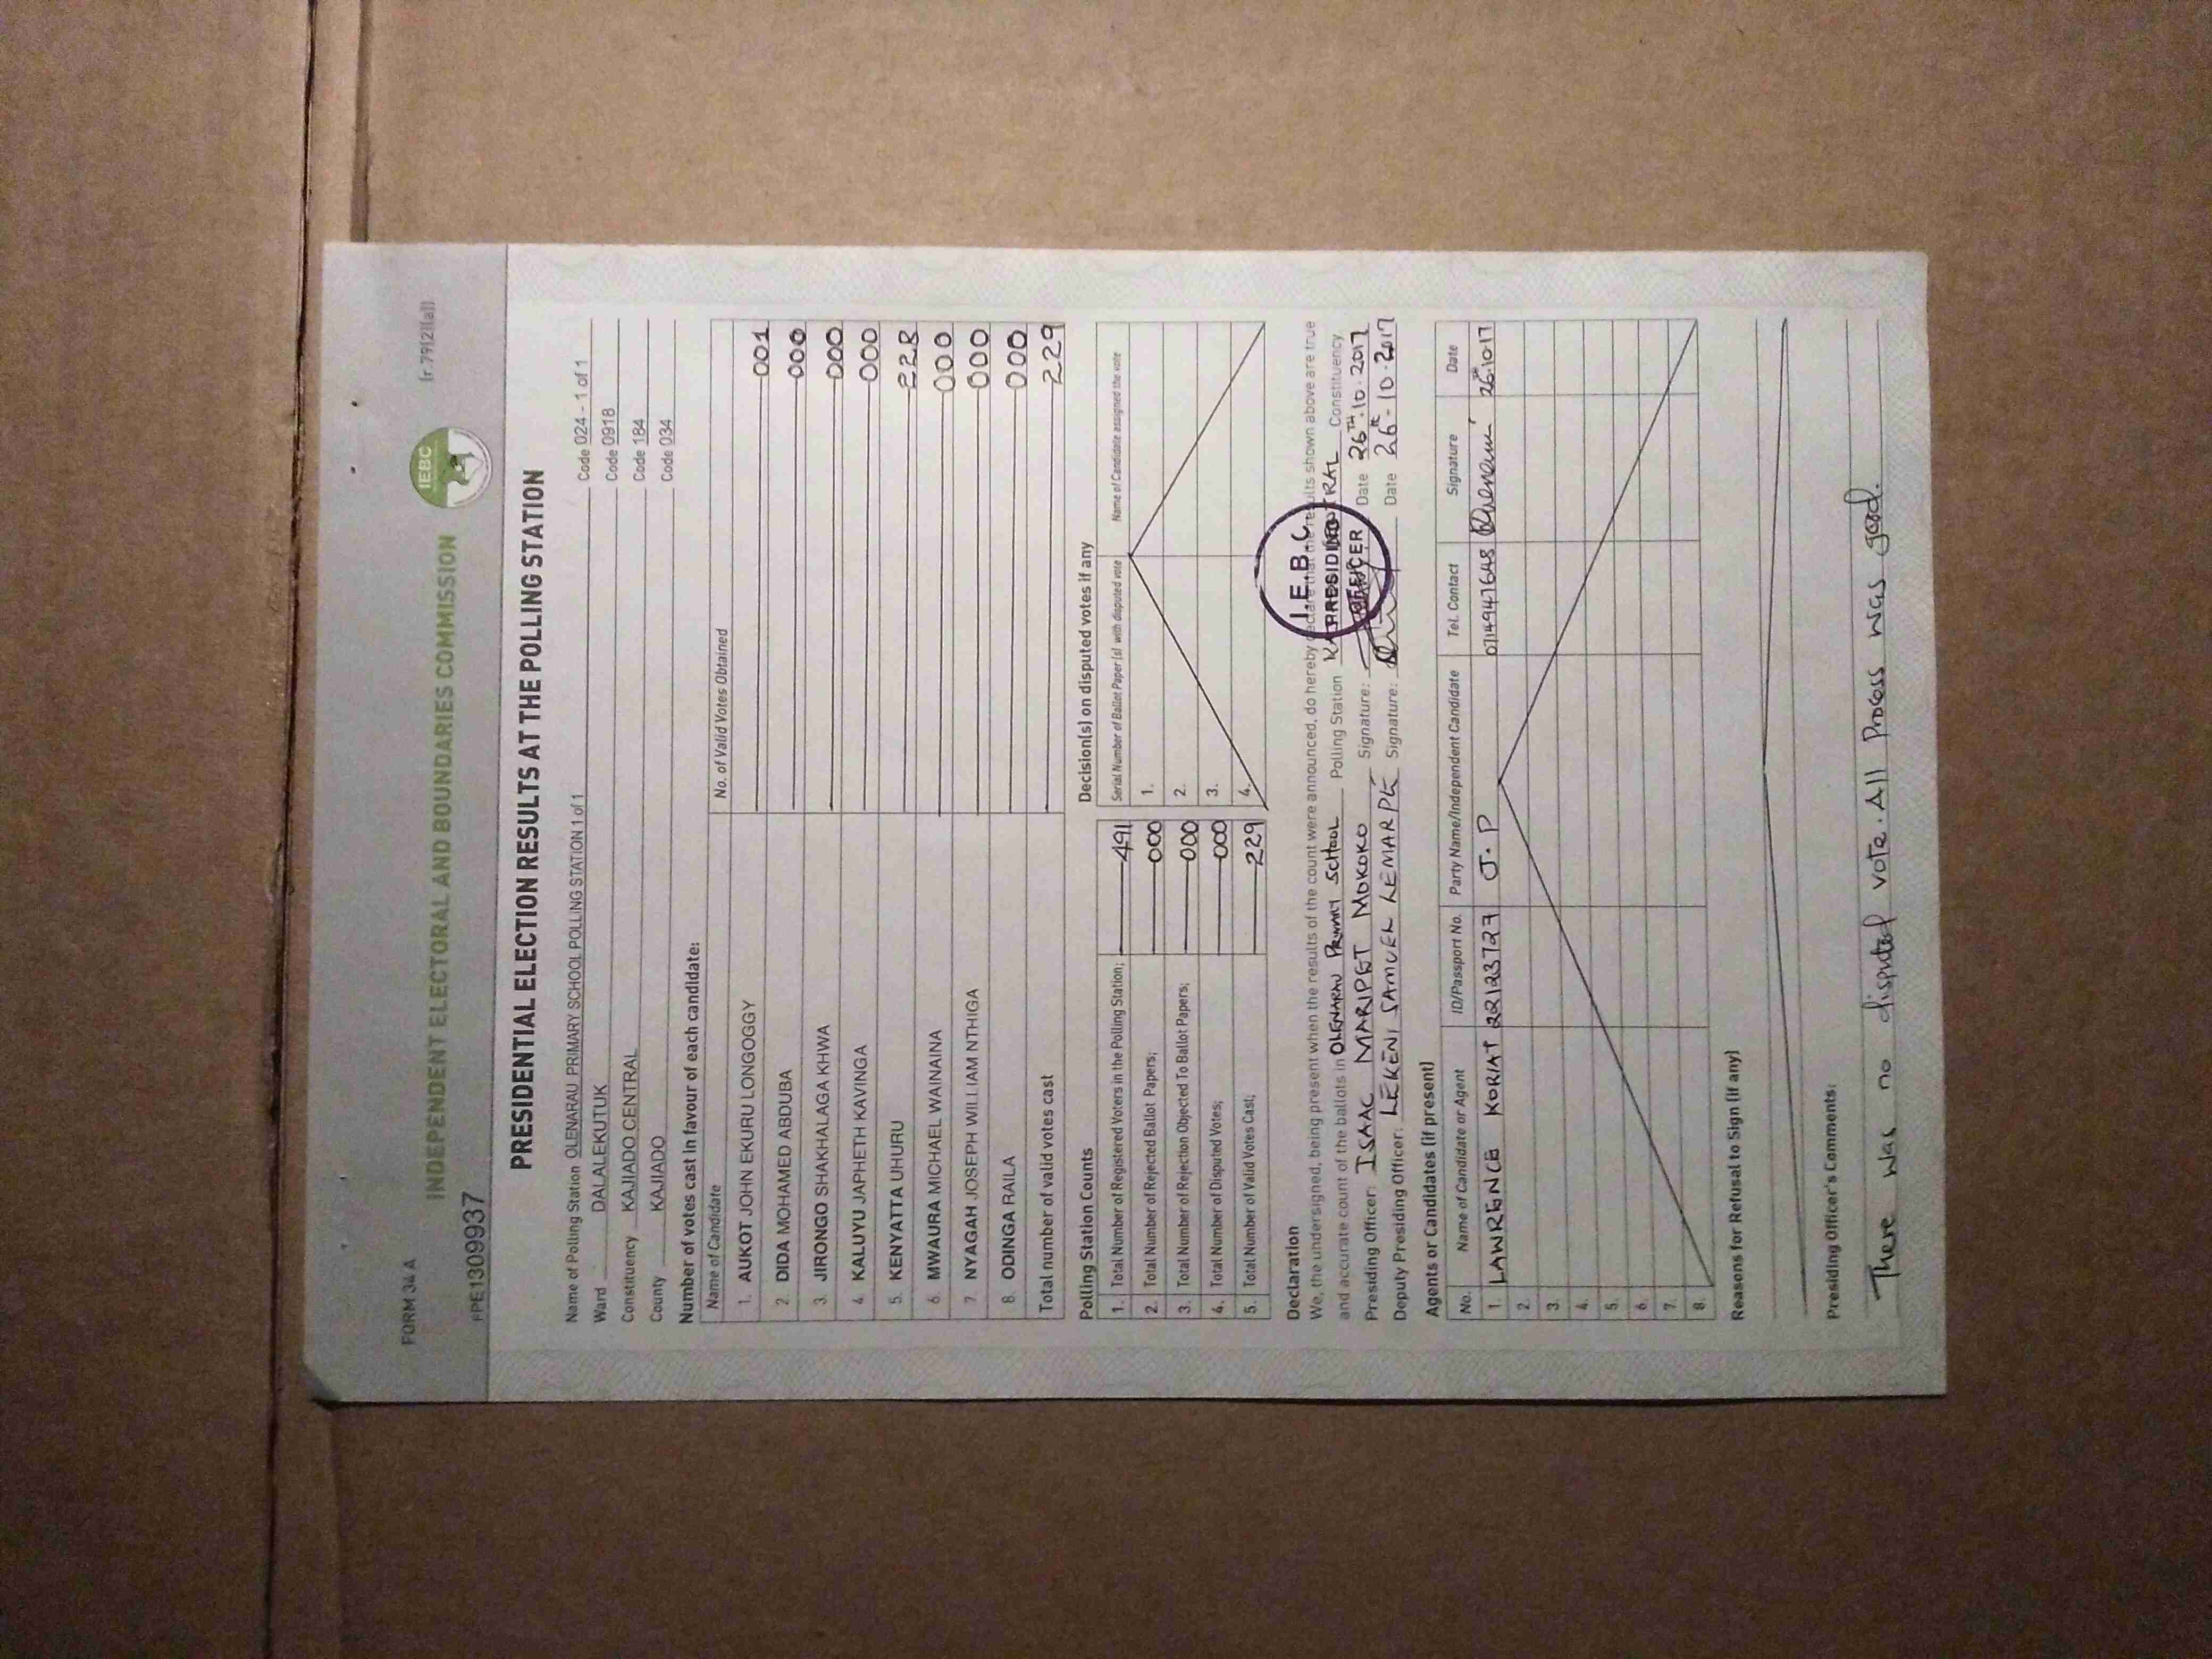 FORM 34 A
(r 79(2)(a))
INDEPENDENT ELECTORAL AND BOUNDARIES COMMISSION
IEBC
PPE1309937
PRESIDENTIAL ELECTION RESULTS AT THE POLLING STATION
Name of Polling Station OLENARAU PRIMARY SCHOOL POLLING STATION 1 of 1 Code 024 - 1 of 1
Ward DALALEKUTUK Code 0918
Constituency KAJIADO CENTRAL Code 184
County KAJIADO Code 034
Number of votes cast in favour of each candidate:
Name of Candidate No. of Valid Votes Obtained
1. AUKOT JOHN EKURU LONGOGGY 001
2. DIDA MOHAMED ABDUBA 000
3. JIRONGO SHAKHALAGA KHWA 000
4. KALUYU JAPHETH KAVINGA 000
5. KENYATTA UHURU 228
6. MWAURA MICHAEL WAINAINA 000
7. NYAGAH JOSEPH WILLIAM NTHIGA 000
8. ODINGA RAILA 000
Total number of valid votes cast 229
Polling Station Counts
1. Total Number of Registered Voters in the Polling Station; 491
2. Total Number of Rejected Ballot Papers; 000
3. Total Number of Rejection Objected To Ballot Papers; 000
4. Total Number of Disputed Votes; 000
5. Total Number of Valid Votes Cast; 229
Decision(s) on disputed votes if any
Serial Number of Ballot Paper (s) with disputed vote Name of Candidate assigned the vote
1.
2.
3.
4.
Declaration
We, the undersigned, being present when the results of the count were announced, do hereby declare that the results shown above are true
and accurate count of the ballots in OLENARAU PRIMARY SCHOOL Polling Station KAJIADO CENTRAL Constituency
Presiding Officer: ISAAC MARIPET MOKOKO Signature: Date 26TH.10.2017
Deputy Presiding Officer: LEKENI SAMUEL LEMARPE Signature: Date 26th-10-2017
I.E.B.C
PRESIDING
OFFICER
Agents or Candidates (if present)
No. Name of Candidate or Agent ID/Passport No. Party Name/Independent Candidate Tel. Contact Signature Date
1. LAWRENCE KORIAT 22123727 J.P 0714947648 26th.10.17
2.
3.
4.
5.
6.
7.
8.
Reasons for Refusal to Sign (if any)
Presiding Officer's Comments:
There was no disputed vote. All Process was good.